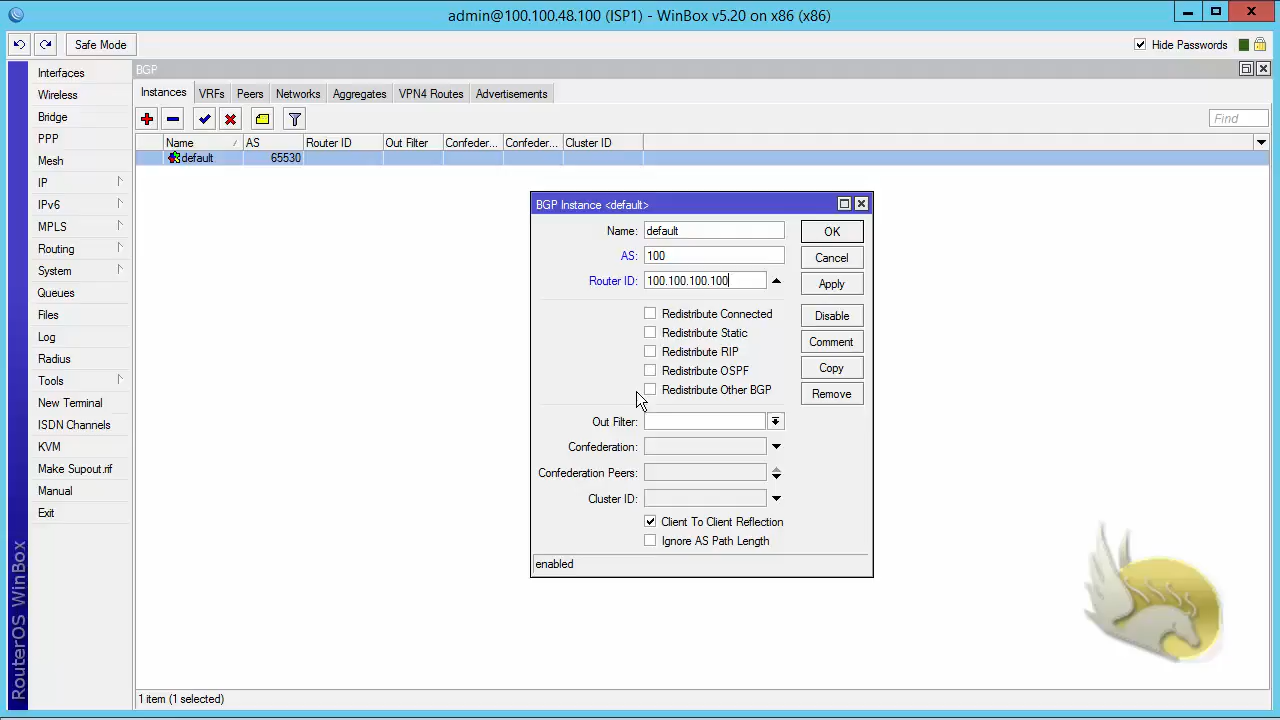 admin@100.100.48.100 (ISP1) - WinBox v5.20 on x86 (x86)
Safe Mode
Hide Passwords
Interfaces
Wireless
Bridge
PPP
Mesh
IP
IPv6
MPLS
Routing
System
Queues
Files
Log
Radius
Tools
New Terminal
ISDN Channels
KVM
Make Supout.rif
Manual
Exit
RouterOS WinBox
BGP
Instances VRFs Peers Networks Aggregates VPN4 Routes Advertisements
Find
Name AS Router ID Out Filter Confeder... Confeder... Cluster ID
default 65530
BGP Instance <default>
Name: default
AS: 100
Router ID: 100.100.100.100
Redistribute Connected
Redistribute Static
Redistribute RIP
Redistribute OSPF
Redistribute Other BGP
Out Filter:
Confederation:
Confederation Peers:
Cluster ID:
Client To Client Reflection
Ignore AS Path Length
enabled
OK
Cancel
Apply
Disable
Comment
Copy
Remove
1 item (1 selected)